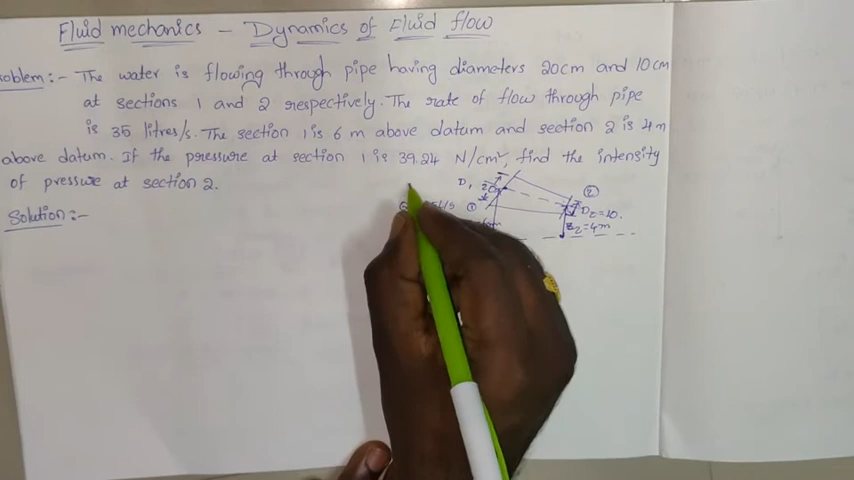 Fluid mechanics - Dynamics of Fluid flow
oblem:- The water is flowing through pipe having diameters 20cm and 10cm
at sections 1 and 2 respectively. The rate of flow through pipe
is 35 litres/s. The section 1 is 6 m above datum and section 2 is 4m
above datum. If the pressure at section 1 is 39.24 N/cm², find the intensity
of pressure at section 2.
D1 20
②
①
D2=10.
Z2=4m
Solution:-